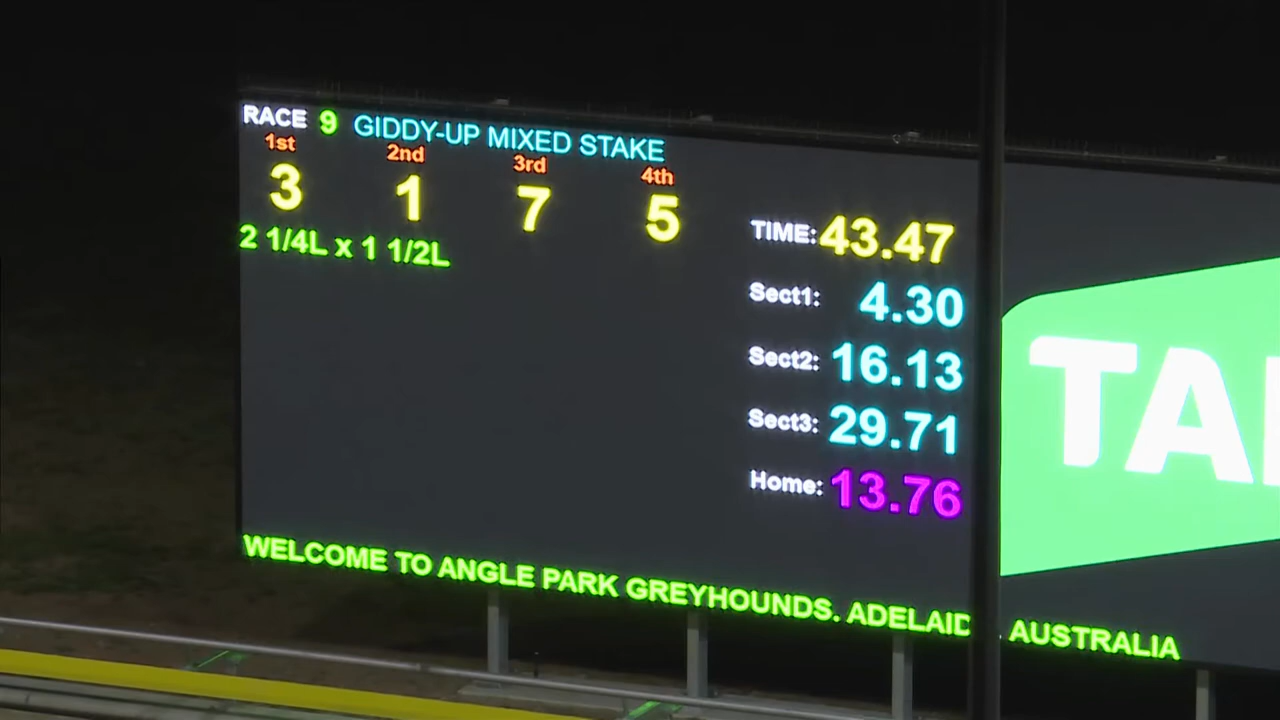 RACE 9 GIDDY-UP MIXED STAKE
1st 2nd 3rd 4th
3 1 7 5
2 1/4L x 1 1/2L
TIME: 43.47
Sect1: 4.30
Sect2: 16.13
Sect3: 29.71
Home: 13.76
TA
WELCOME TO ANGLE PARK GREYHOUNDS. ADELAID AUSTRALIA